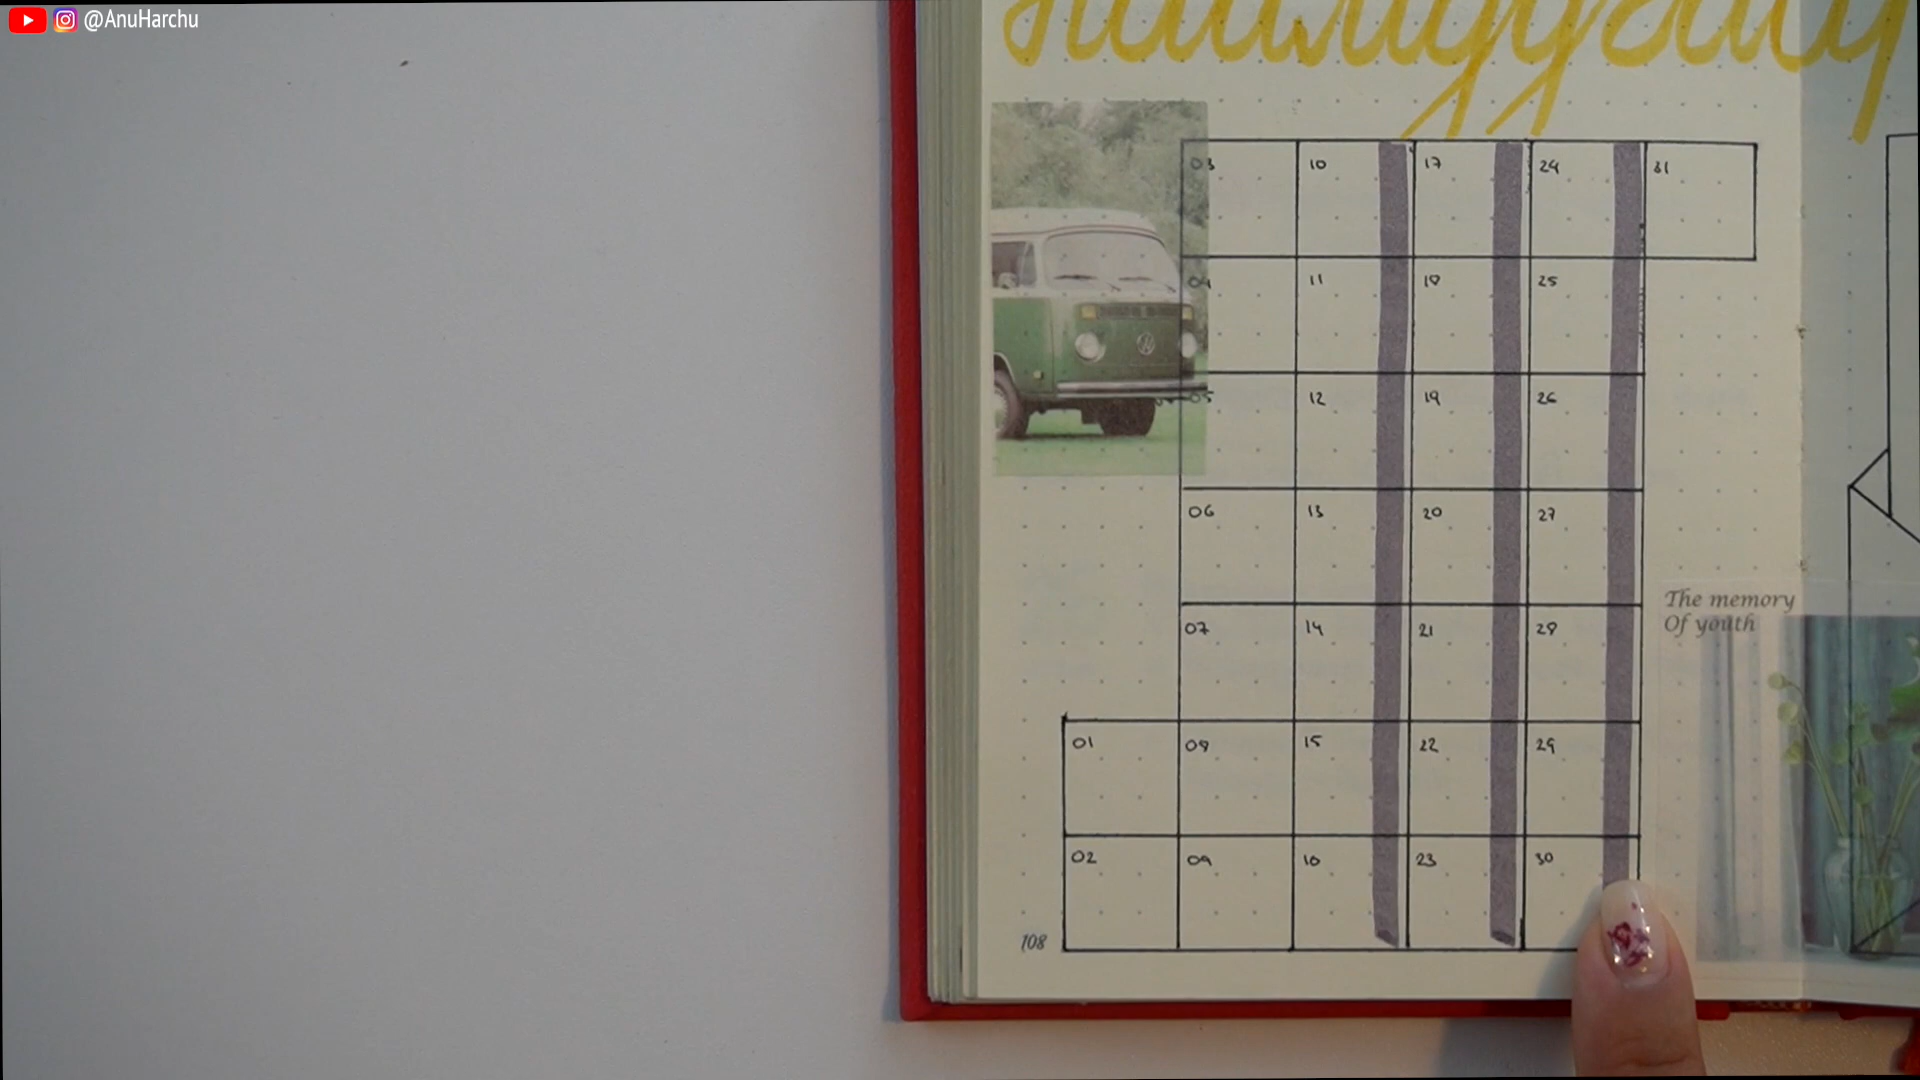 @AnuHarchu
03 10 17 24 31
04 11 18 25
05 12 19 26
06 13 20 27
07 14 21 28
The memory
Of youth
01 08 15 22 29
02 09 16 23 30
108